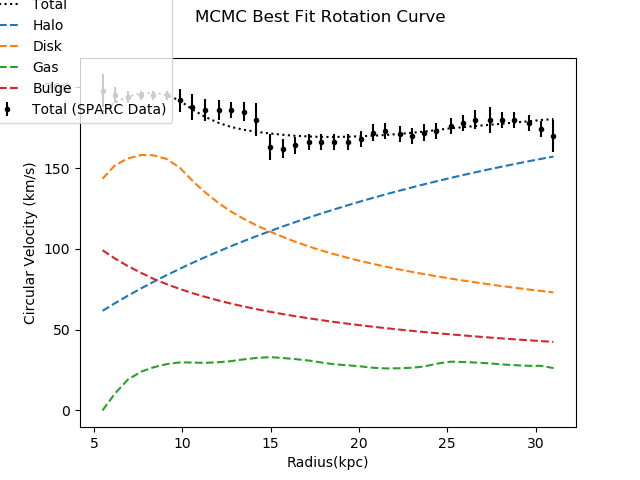 MCMC Best Fit Rotation Curve
Total
Halo
Disk
Gas
Bulge
Total (SPARC Data)
150
100
50
0
Circular Velocity (km/s)
5
10
15
20
25
30
Radius(kpc)